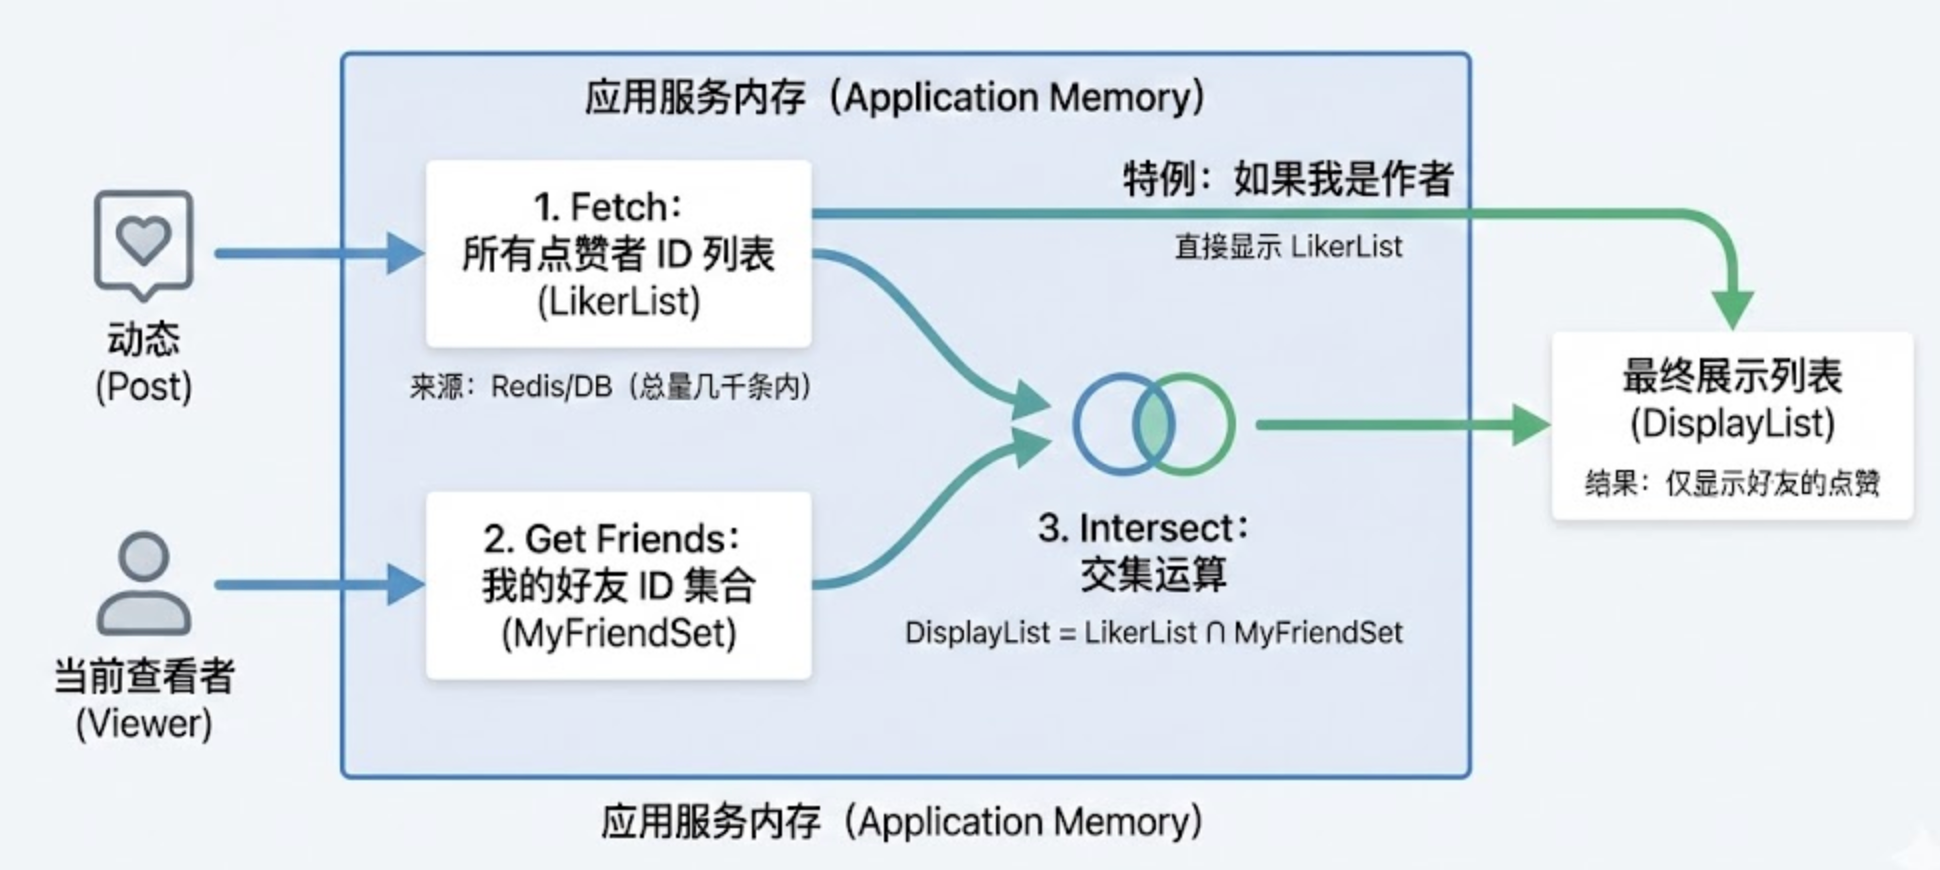 应用服务内存（Application Memory）
特例：如果我是作者
直接显示 LikerList
1. Fetch：
所有点赞者 ID 列表
(LikerList)
来源：Redis/DB（总量几千条内）
动态
(Post)
2. Get Friends：
我的好友 ID 集合
(MyFriendSet)
当前查看者
(Viewer)
3. Intersect：
交集运算
DisplayList = LikerList ∩ MyFriendSet
最终展示列表
(DisplayList)
结果：仅显示好友的点赞
应用服务内存（Application Memory）